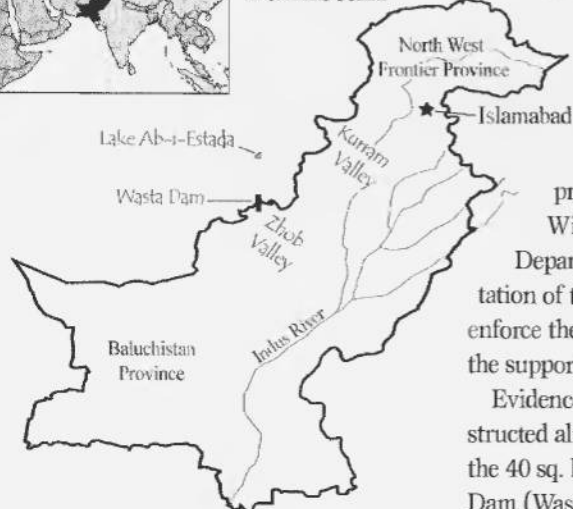 North West
Frontier Province
Islamabad
Lake Ab-i-Estada
Kurram
Valley
Wasta Dam
Zhob
Valley
Indus River
Baluchistan
Province
pr
Wi
Depar
tation of t
enforce the
the suppor
Evidence
structed al
the 40 sq.
Dam (Was